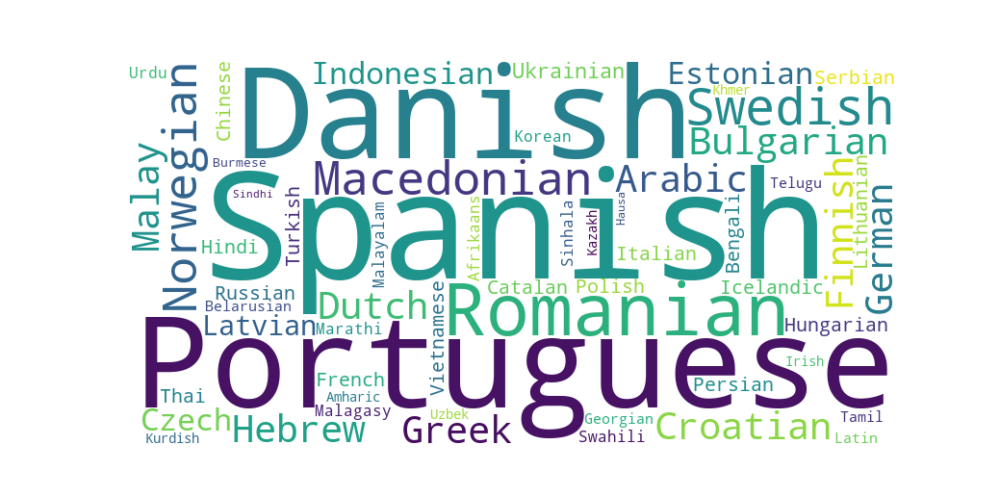 Urdu
Norwegian
Chinese
Danish
Indonesian
Ukrainian
Estonian
Serbian
Khmer
Swedish
Korean
Bulgarian
Malay
Burmese
Sindhi
Spanish
Macedonian
Arabic
Telugu
Finnish
Lithuanian
German
Hindi
Turkish
Malayalam
Afrikaans
Sinhala
Kazakh
Hausa
Italian
Bengali
Russian
Belarusian
Dutch
Vietnamese
Catalan
Polish
Icelandic
Romanian
Latvian
Marathi
Hungarian
Portuguese
Irish
Thai
French
Persian
Amharic
Malagasy
Czech
Hebrew
Uzbek
Greek
Georgian
Swahili
Croatian
Tamil
Kurdish
Latin